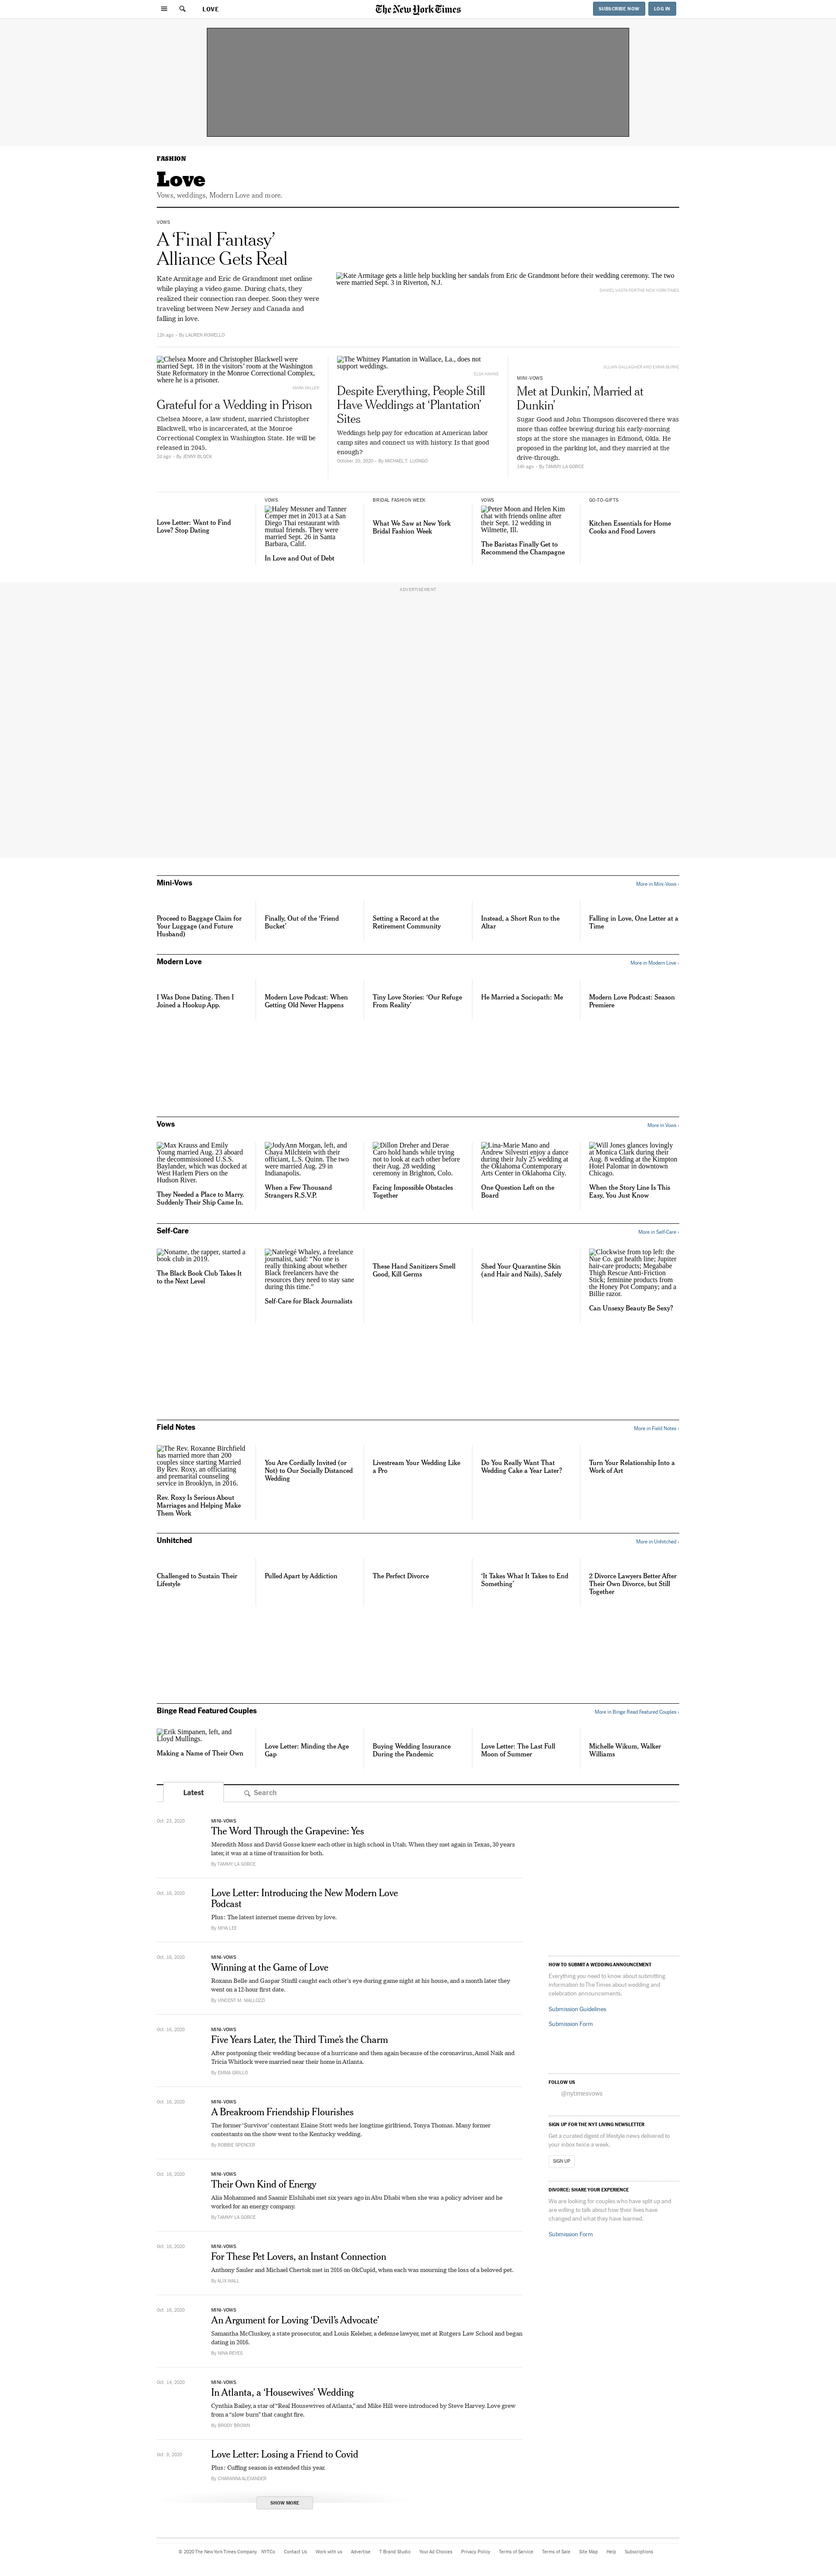 LOVE
The New York Times
SUBSCRIBE NOW
LOG IN
FASHION
Love
Vows, weddings, Modern Love and more.
VOWS
A ‘Final Fantasy’
Alliance Gets Real
Kate Armitage and Eric de Grandmont met online
while playing a video game. During chats, they
realized their connection ran deeper. Soon they were
traveling between New Jersey and Canada and
falling in love.
12h ago · By LAUREN ROWELLO
Kate Armitage gets a little help buckling her sandals from Eric de Grandmont before their wedding ceremony. The two
were married Sept. 3 in Riverton, N.J.
Chelsea Moore and Christopher Blackwell were
married Sept. 18 in the visitors’ room at the Washington
State Reformatory in the Monroe Correctional Complex,
where he is a prisoner.
Grateful for a Wedding in Prison
Chelsea Moore, a law student, married Christopher
Blackwell, who is incarcerated, at the Monroe
Correctional Complex in Washington State. He will be
released in 2045.
2d ago · By JENNY BLOCK
The Whitney Plantation in Wallace, La., does not
support weddings.
Despite Everything, People Still
Have Weddings at ‘Plantation’
Sites
Weddings help pay for education at American labor
camp sites and connect us with history. Is that good
enough?
October 20, 2020 · By MICHAEL T. LUONGO
JILLIAN GALLAGHER AND EMMA BURKE
MINI-VOWS
Met at Dunkin’, Married at
Dunkin’
Sugar Good and John Thompson discovered there was
more than coffee brewing during his early-morning
stops at the store she manages in Edmond, Okla. He
proposed in the parking lot, and they married at the
drive-through.
14h ago · By TAMMY LA GORCE
Love Letter: Want to Find
Love? Stop Dating
VOWS
Haley Messner and Tanner
Cemper met in 2013 at a San
Diego Thai restaurant with
mutual friends. They were
married Sept. 26 in Santa
Barbara, Calif.
In Love and Out of Debt
BRIDAL FASHION WEEK
What We Saw at New York
Bridal Fashion Week
VOWS
Peter Moon and Helen Kim
chat with friends online after
their Sept. 12 wedding in
Wilmette, Ill.
The Baristas Finally Get to
Recommend the Champagne
GO-TO-GIFTS
Kitchen Essentials for Home
Cooks and Food Lovers
ADVERTISEMENT
Mini-Vows
More in Mini-Vows ›
Proceed to Baggage Claim for
Your Luggage (and Future
Husband)
Finally, Out of the ‘Friend
Bucket’
Setting a Record at the
Retirement Community
Instead, a Short Run to the
Altar
Falling in Love, One Letter at a
Time
Modern Love
More in Modern Love ›
I Was Done Dating. Then I
Joined a Hookup App.
Modern Love Podcast: When
Getting Old Never Happens
Tiny Love Stories: ‘Our Refuge
From Reality’
He Married a Sociopath: Me
Modern Love Podcast: Season
Premiere
Vows
More in Vows ›
Max Krauss and Emily
Young married Aug. 23 aboard
the decommissioned U.S.S.
Baylander, which was docked at
West Harlem Piers on the
Hudson River.
They Needed a Place to Marry.
Suddenly Their Ship Came In.
JodyAnn Morgan, left, and
Chaya Milchtein with their
officiant, L.S. Quinn. The two
were married Aug. 29 in
Indianapolis.
When a Few Thousand
Strangers R.S.V.P.
Dillon Dreher and Derae
Caro hold hands while trying
not to look at each other before
their Aug. 28 wedding
ceremony in Brighton, Colo.
Facing Impossible Obstacles
Together
Lina-Marie Mano and
Andrew Silvestri enjoy a dance
during their July 25 wedding at
the Oklahoma Contemporary
Arts Center in Oklahoma City.
One Question Left on the
Board
Will Jones glances lovingly
at Monica Clark during their
Aug. 8 wedding at the Kimpton
Hotel Palomar in downtown
Chicago.
When the Story Line Is This
Easy, You Just Know
Self-Care
More in Self-Care ›
Noname, the rapper, started a
book club in 2019.
The Black Book Club Takes It
to the Next Level
Natelegé Whaley, a freelance
journalist, said: “No one is
really thinking about whether
Black freelancers have the
resources they need to stay sane
during this time.”
Self-Care for Black Journalists
These Hand Sanitizers Smell
Good, Kill Germs
Shed Your Quarantine Skin
(and Hair and Nails), Safely
Clockwise from top left: the
Nue Co. gut health line; Jupiter
hair-care products; Megababe
Thigh Rescue Anti-Friction
Stick; feminine products from
the Honey Pot Company; and a
Billie razor.
Can Unsexy Beauty Be Sexy?
Field Notes
More in Field Notes ›
The Rev. Roxanne Birchfield
has married more than 200
couples since starting Married
By Rev. Roxy, an officiating
and premarital counseling
service in Brooklyn, in 2016.
Rev. Roxy Is Serious About
Marriages and Helping Make
Them Work
You Are Cordially Invited (or
Not) to Our Socially Distanced
Wedding
Livestream Your Wedding Like
a Pro
Do You Really Want That
Wedding Cake a Year Later?
Turn Your Relationship Into a
Work of Art
Unhitched
More in Unhitched ›
Challenged to Sustain Their
Lifestyle
Pulled Apart by Addiction
The Perfect Divorce
‘It Takes What It Takes to End
Something’
2 Divorce Lawyers Better After
Their Own Divorce, but Still
Together
Binge Read Featured Couples
More in Binge Read Featured Couples ›
Erik Simpanen, left, and
Lloyd Mullings.
Making a Name of Their Own
Love Letter: Minding the Age
Gap
Buying Wedding Insurance
During the Pandemic
Love Letter: The Last Full
Moon of Summer
Michelle Wikum, Walker
Williams
Latest
Search
Oct. 23, 2020
MINI-VOWS
The Word Through the Grapevine: Yes
Meredith Moss and David Gosse knew each other in high school in Utah. When they met again in Texas, 30 years
later, it was at a time of transition for both.
By TAMMY LA GORCE
Oct. 16, 2020
Love Letter: Introducing the New Modern Love
Podcast
Plus: The latest internet meme driven by love.
By MIYA LEE
Oct. 16, 2020
MINI-VOWS
Winning at the Game of Love
Roxann Belle and Gaspar Stinfil caught each other’s eye during game night at his house, and a month later they
went on a 12-hour first date.
By VINCENT M. MALLOZZI
Oct. 16, 2020
MINI-VOWS
Five Years Later, the Third Time’s the Charm
After postponing their wedding because of a hurricane and then again because of the coronavirus, Amol Naik and
Tricia Whitlock were married near their home in Atlanta.
By EMMA GRILLO
Oct. 16, 2020
MINI-VOWS
A Breakroom Friendship Flourishes
The former ‘Survivor’ contestant Elaine Stott weds her longtime girlfriend, Tonya Thomas. Many former
contestants on the show went to the Kentucky wedding.
By ROBBIE SPENCER
Oct. 16, 2020
MINI-VOWS
Their Own Kind of Energy
Alia Mohammed and Saamir Elshihabi met six years ago in Abu Dhabi when she was a policy adviser and he
worked for an energy company.
By TAMMY LA GORCE
Oct. 16, 2020
MINI-VOWS
For These Pet Lovers, an Instant Connection
Anthony Sauler and Michael Chertok met in 2016 on OkCupid, when each was mourning the loss of a beloved pet.
By ALIX WALL
Oct. 16, 2020
MINI-VOWS
An Argument for Loving ‘Devil’s Advocate’
Samantha McCluskey, a state prosecutor, and Louis Keleher, a defense lawyer, met at Rutgers Law School and began
dating in 2016.
By NINA REYES
Oct. 14, 2020
MINI-VOWS
In Atlanta, a ‘Housewives’ Wedding
Cynthia Bailey, a star of “Real Housewives of Atlanta,” and Mike Hill were introduced by Steve Harvey. Love grew
from a “slow burn” that caught fire.
By BRODY BROWN
Oct. 9, 2020
Love Letter: Losing a Friend to Covid
Plus: Cuffing season is extended this year.
By CHARANNA ALEXANDER
SHOW MORE
HOW TO SUBMIT A WEDDING ANNOUNCEMENT
Everything you need to know about submitting
information to The Times about wedding and
celebration announcements.
Submission Guidelines
Submission Form
FOLLOW US
@nytimesvows
SIGN UP FOR THE NYT LIVING NEWSLETTER
Get a curated digest of lifestyle news delivered to
your inbox twice a week.
SIGN UP
DIVORCE: SHARE YOUR EXPERIENCE
We are looking for couples who have split up and
are willing to talk about how their lives have
changed and what they have learned.
Submission Form
© 2020 The New York Times Company NYTCo Contact Us Work with us Advertise T Brand Studio Your Ad Choices Privacy Policy Terms of Service Terms of Sale Site Map Help Subscriptions